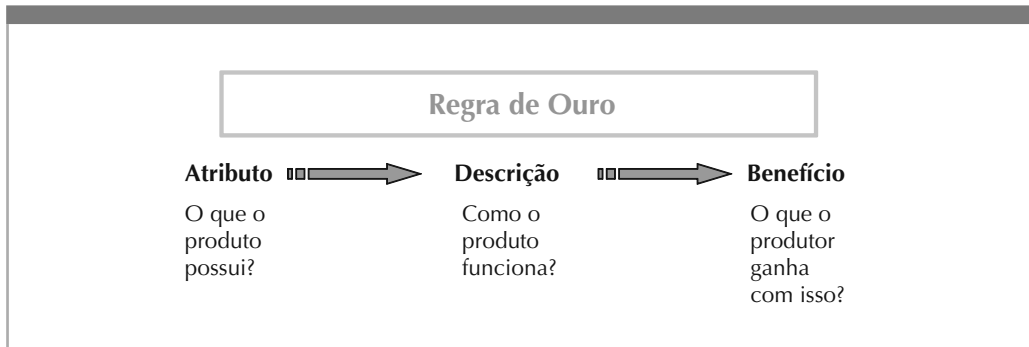 Regra de Ouro
Atributo
Descrição
Benefício
O que o
produto
possui?
Como o
produto
funciona?
O que o
produtor
ganha
com isso?